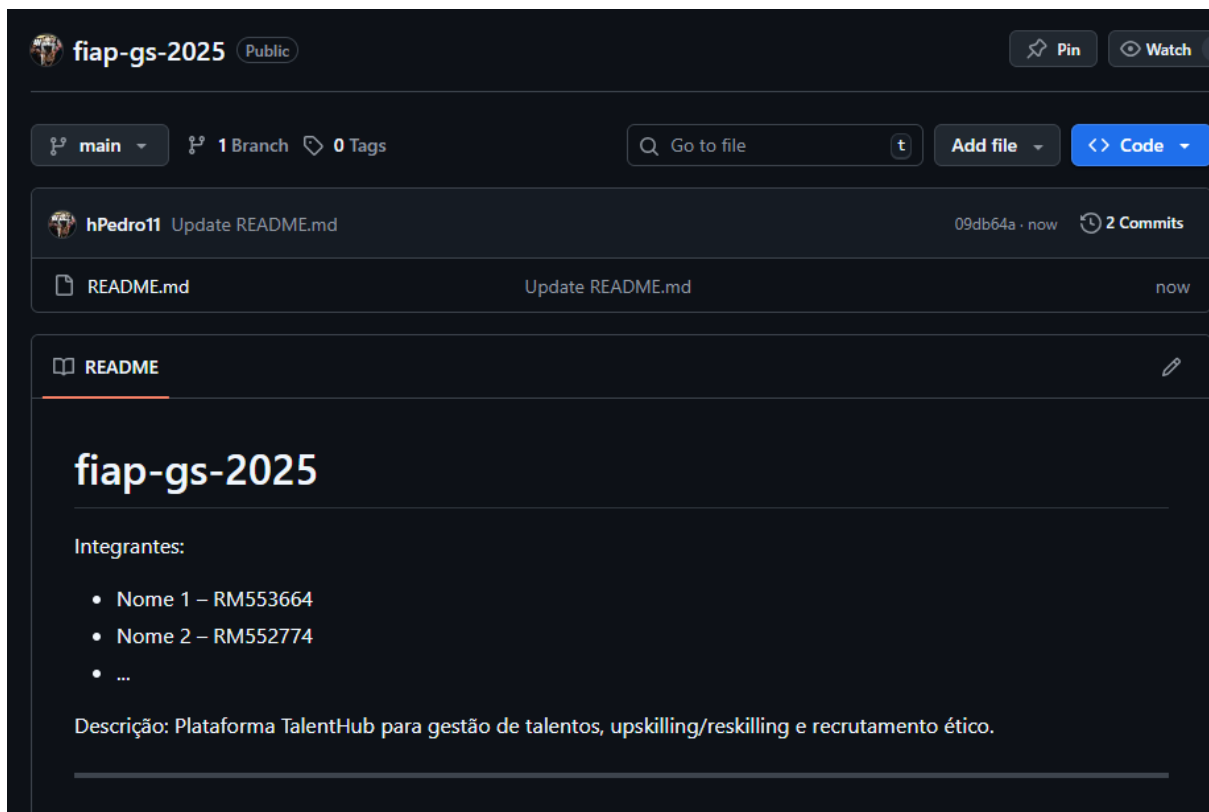 fiap-gs-2025 Public Pin Watch
main 1 Branch 0 Tags Go to file t Add file Code
hPedro11 Update README.md 09db64a · now 2 Commits
README.md Update README.md now
README
fiap-gs-2025
Integrantes:
• Nome 1 – RM553664
• Nome 2 – RM552774
• ...
Descrição: Plataforma TalentHub para gestão de talentos, upskilling/reskilling e recrutamento ético.